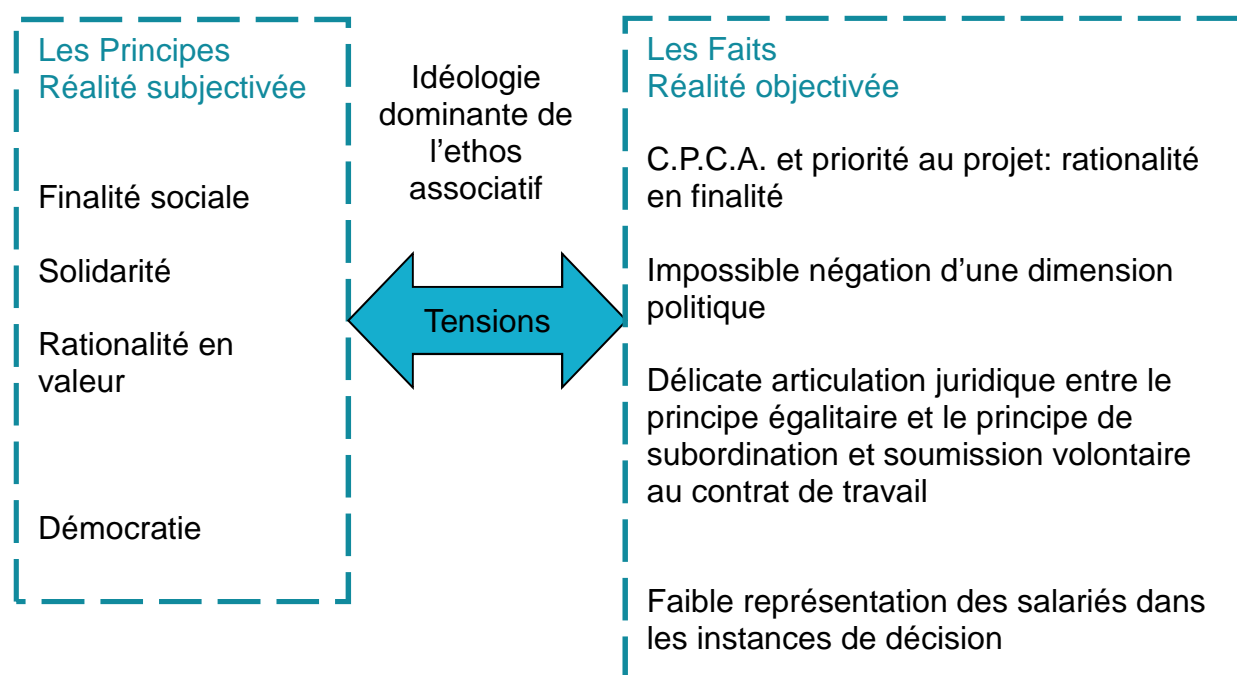 Les Principes
Réalité subjectivée
Finalité sociale
Solidarité
Rationalité en
valeur
Démocratie
Idéologie
dominante de
l'ethos
associatif
Tensions
Les Faits
Réalité objectivée
C.P.C.A. et priorité au projet: rationalité
en finalité
Impossible négation d'une dimension
politique
Délicate articulation juridique entre le
principe égalitaire et le principe de
subordination et soumission volontaire
au contrat de travail
Faible représentation des salariés dans
les instances de décision